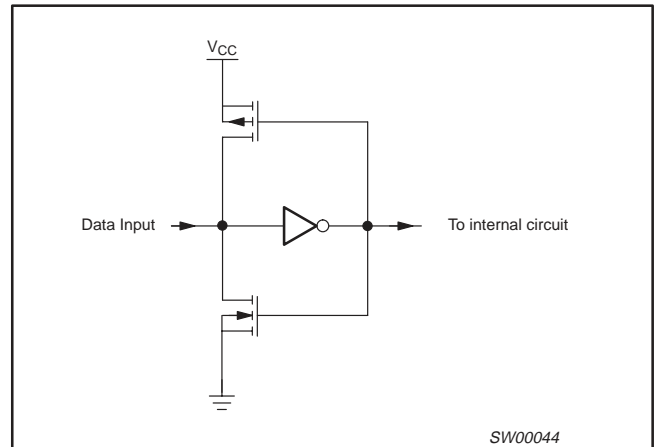 VCC
Data Input
To internal circuit
SW00044